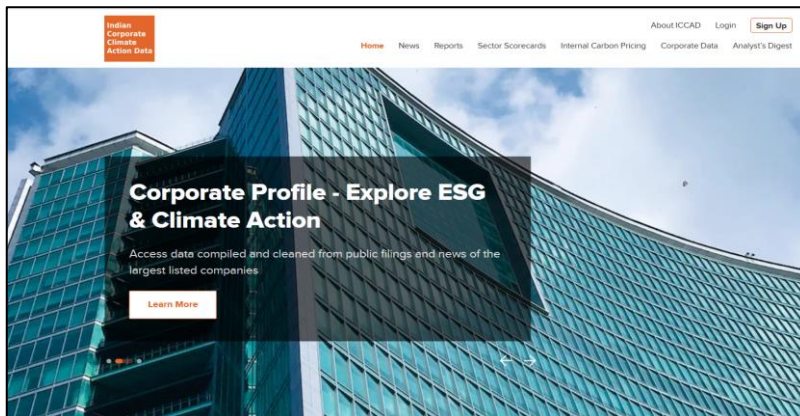 Indian
Corporate
Climate
Action Data
About ICCAD Login Sign Up
Home News Reports Sector Scorecards Internal Carbon Pricing Corporate Data Analyst's Digest
Corporate Profile - Explore ESG
& Climate Action
Access data compiled and cleaned from public filings and news of the
largest listed companies
Learn More